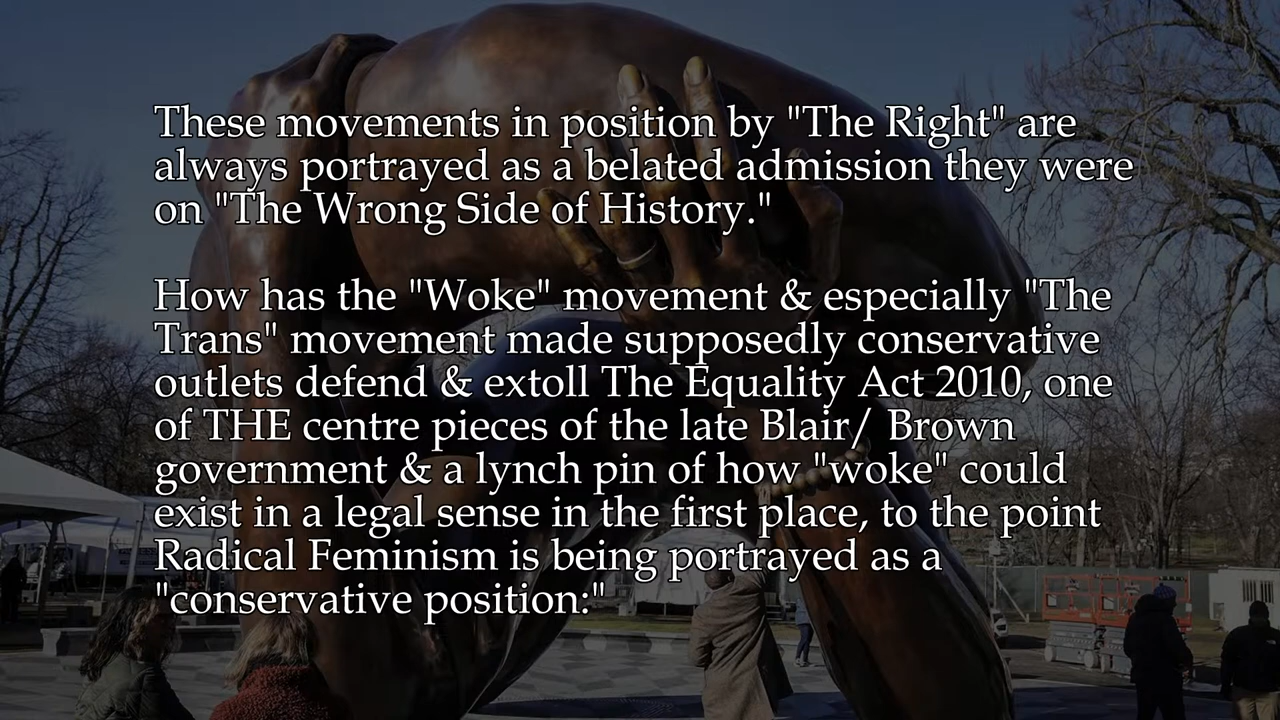 These movements in position by "The Right" are
always portrayed as a belated admission they were
on "The Wrong Side of History."
How has the "Woke" movement & especially "The
Trans" movement made supposedly conservative
outlets defend & extoll The Equality Act 2010, one
of THE centre pieces of the late Blair/ Brown
government & a lynch pin of how "woke" could
exist in a legal sense in the first place, to the point
Radical Feminism is being portrayed as a
"conservative position:"